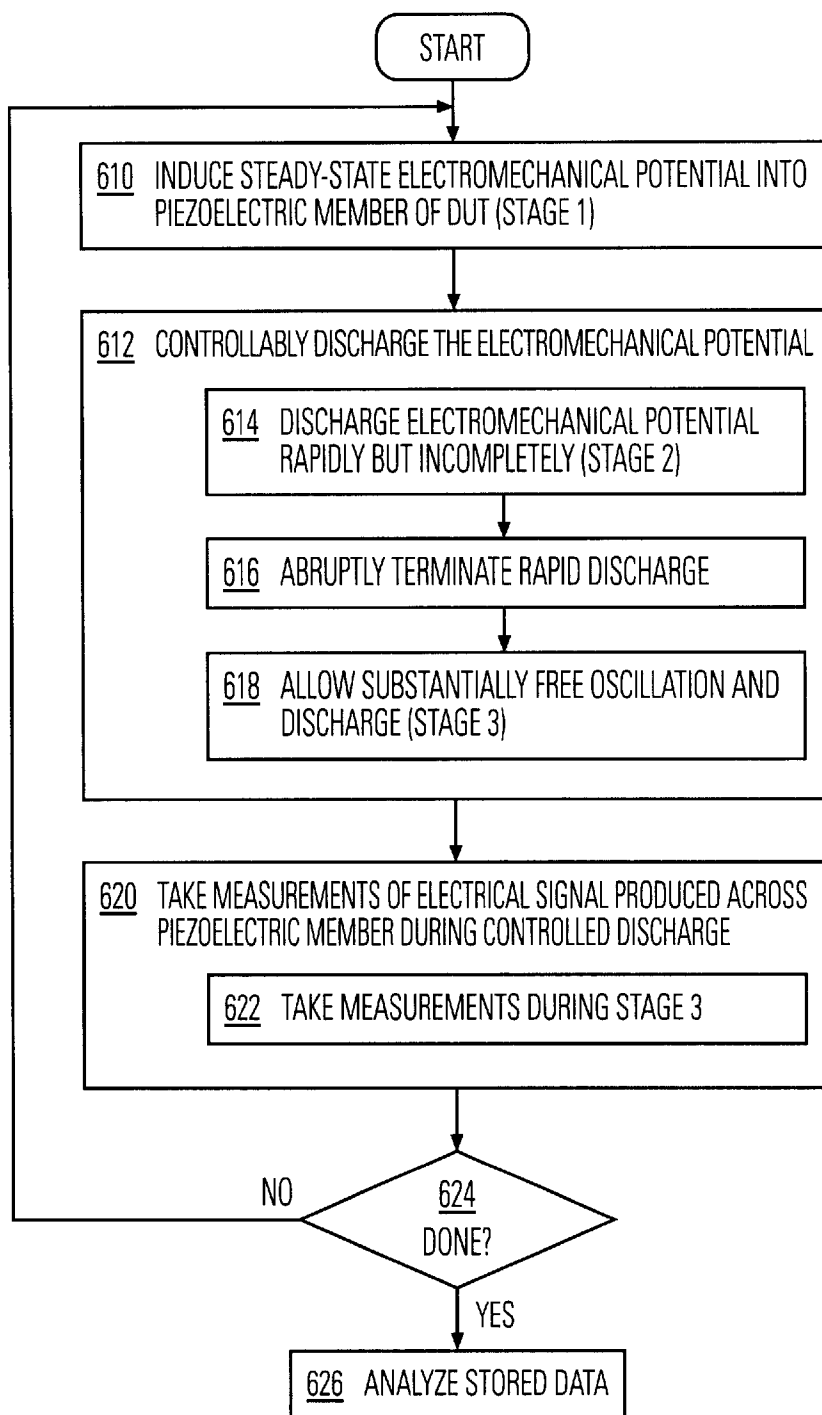 START
610 INDUCE STEADY-STATE ELECTROMECHANICAL POTENTIAL INTO
PIEZOELECTRIC MEMBER OF DUT (STAGE 1)
612 CONTROLLABLY DISCHARGE THE ELECTROMECHANICAL POTENTIAL
614 DISCHARGE ELECTROMECHANICAL POTENTIAL
RAPIDLY BUT INCOMPLETELY (STAGE 2)
616 ABRUPTLY TERMINATE RAPID DISCHARGE
618 ALLOW SUBSTANTIALLY FREE OSCILLATION AND
DISCHARGE (STAGE 3)
620 TAKE MEASUREMENTS OF ELECTRICAL SIGNAL PRODUCED ACROSS
PIEZOELECTRIC MEMBER DURING CONTROLLED DISCHARGE
622 TAKE MEASUREMENTS DURING STAGE 3
NO
624
DONE?
YES
626 ANALYZE STORED DATA